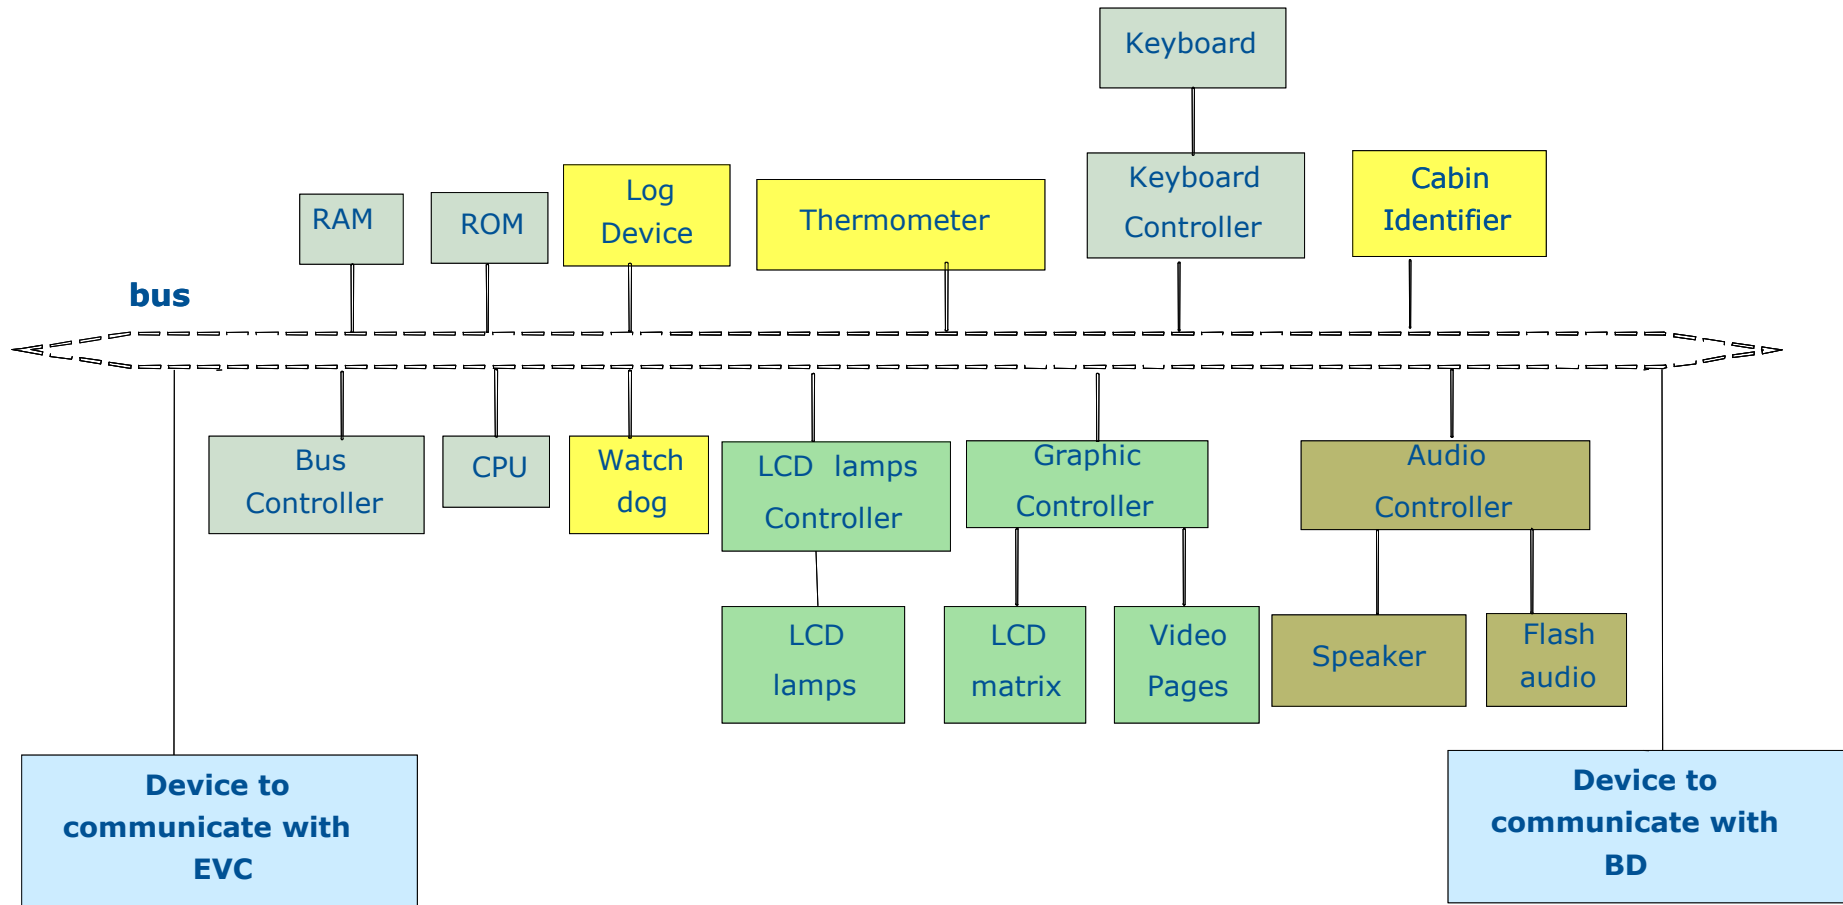 Keyboard
Keyboard
Controller
Cabin
Identifier
Log
Device
Thermometer
RAM
ROM
bus
Bus
Controller
CPU
Watch
dog
LCD lamps
Controller
Graphic
Controller
Audio
Controller
LCD
lamps
LCD
matrix
Video
Pages
Speaker
Flash
audio
Device to
communicate with
EVC
Device to
communicate with
BD